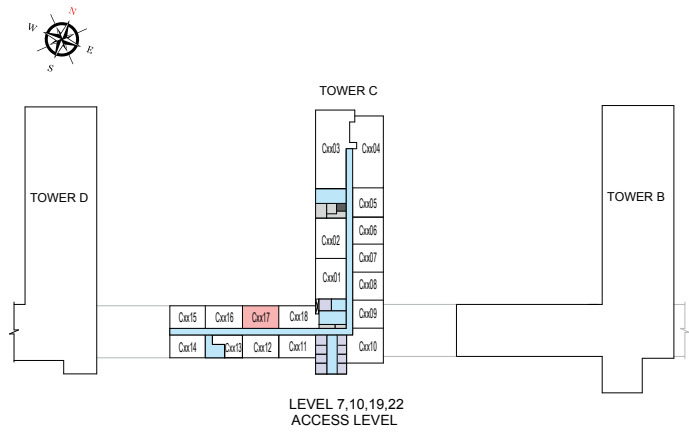 N
W
E
S
TOWER C
Cxx03
Cxx04
TOWER D
TOWER B
Cxx05
Cxx02
Cxx06
Cxx07
Cxx01
Cxx08
Cxx15 Cxx16 Cxx17 Cxx18
Cxx09
Cxx14 Cxx13 Cxx12 Cxx11
Cxx10
LEVEL 7,10,19,22
ACCESS LEVEL